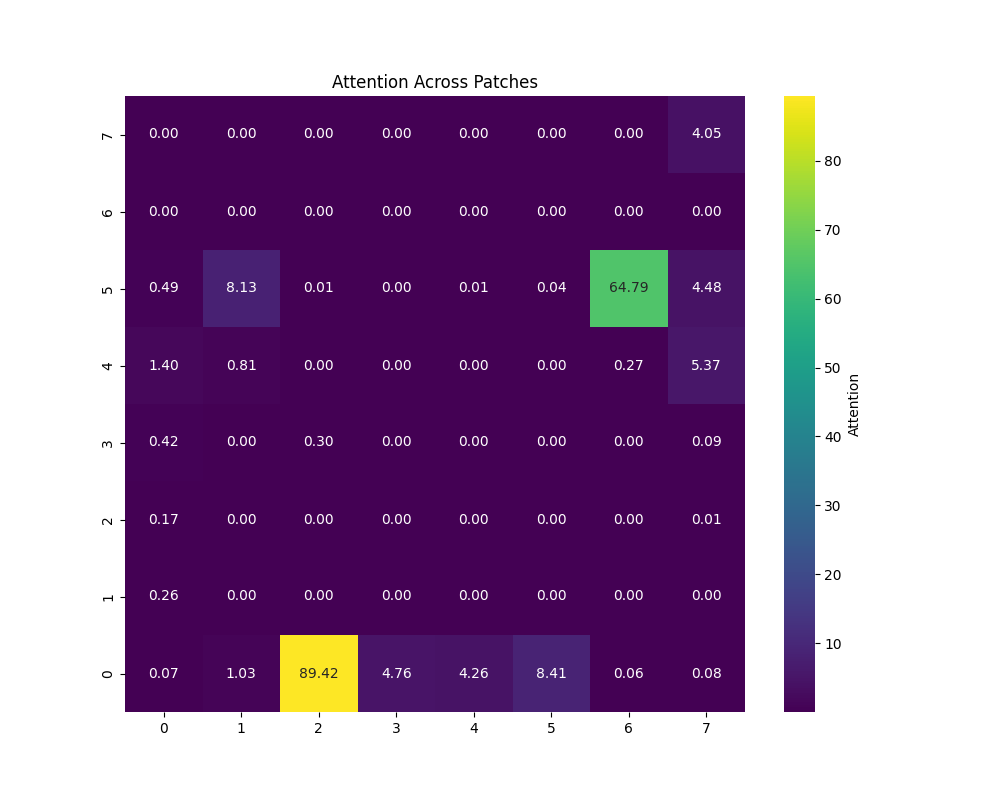 Attention Across Patches
7 0.00 0.00 0.00 0.00 0.00 0.00 0.00 4.05
6 0.00 0.00 0.00 0.00 0.00 0.00 0.00 0.00
5 0.49 8.13 0.01 0.00 0.01 0.04 64.79 4.48
4 1.40 0.81 0.00 0.00 0.00 0.00 0.27 5.37
3 0.42 0.00 0.30 0.00 0.00 0.00 0.00 0.09
2 0.17 0.00 0.00 0.00 0.00 0.00 0.00 0.01
1 0.26 0.00 0.00 0.00 0.00 0.00 0.00 0.00
0 0.07 1.03 89.42 4.76 4.26 8.41 0.06 0.08
0 1 2 3 4 5 6 7
80
70
60
50
40
30
20
10
Attention